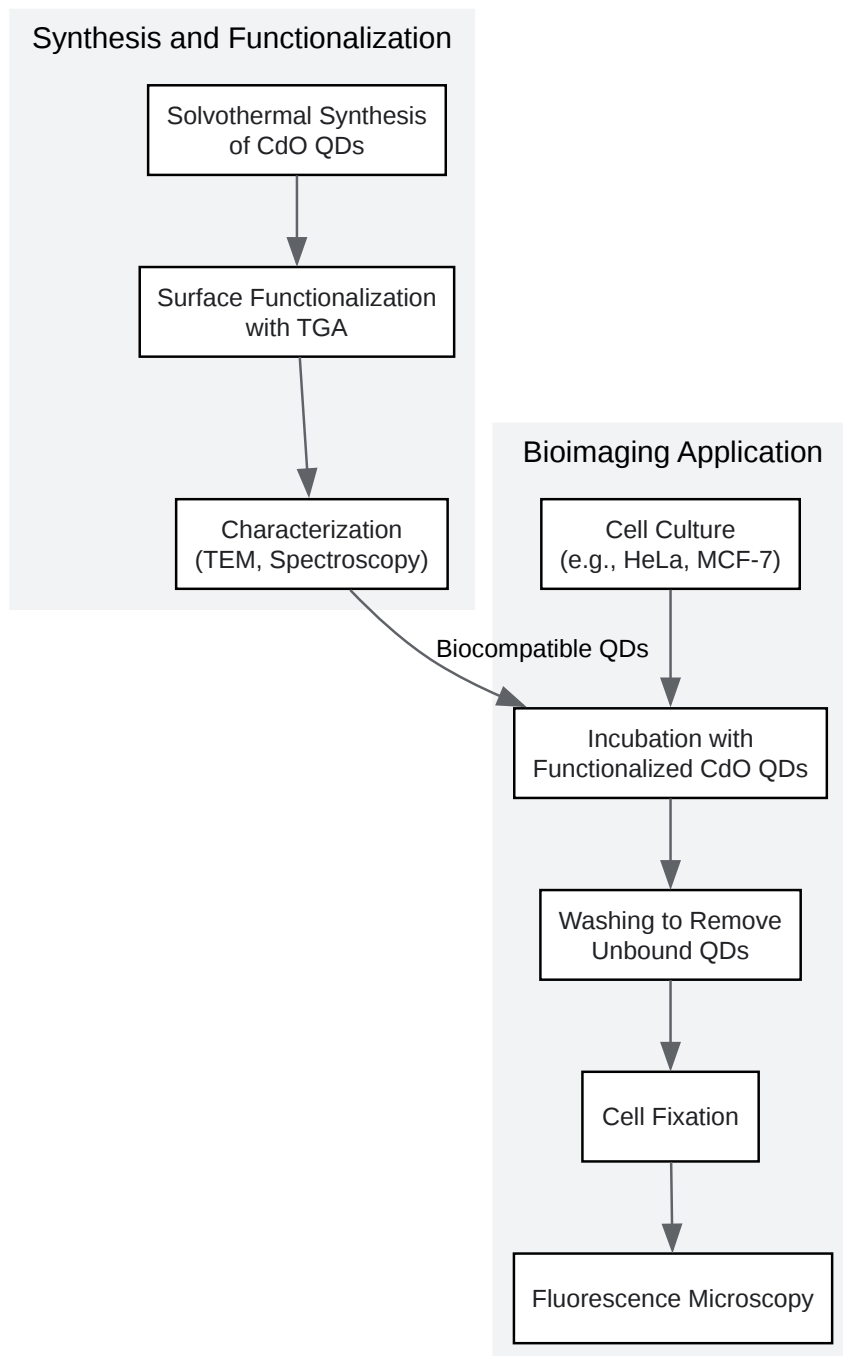 Synthesis and Functionalization
Solvothermal Synthesis
of CdO QDs
Surface Functionalization
with TGA
Characterization
(TEM, Spectroscopy)
Biocompatible QDs
Bioimaging Application
Cell Culture
(e.g., HeLa, MCF-7)
Incubation with
Functionalized CdO QDs
Washing to Remove
Unbound QDs
Cell Fixation
Fluorescence Microscopy